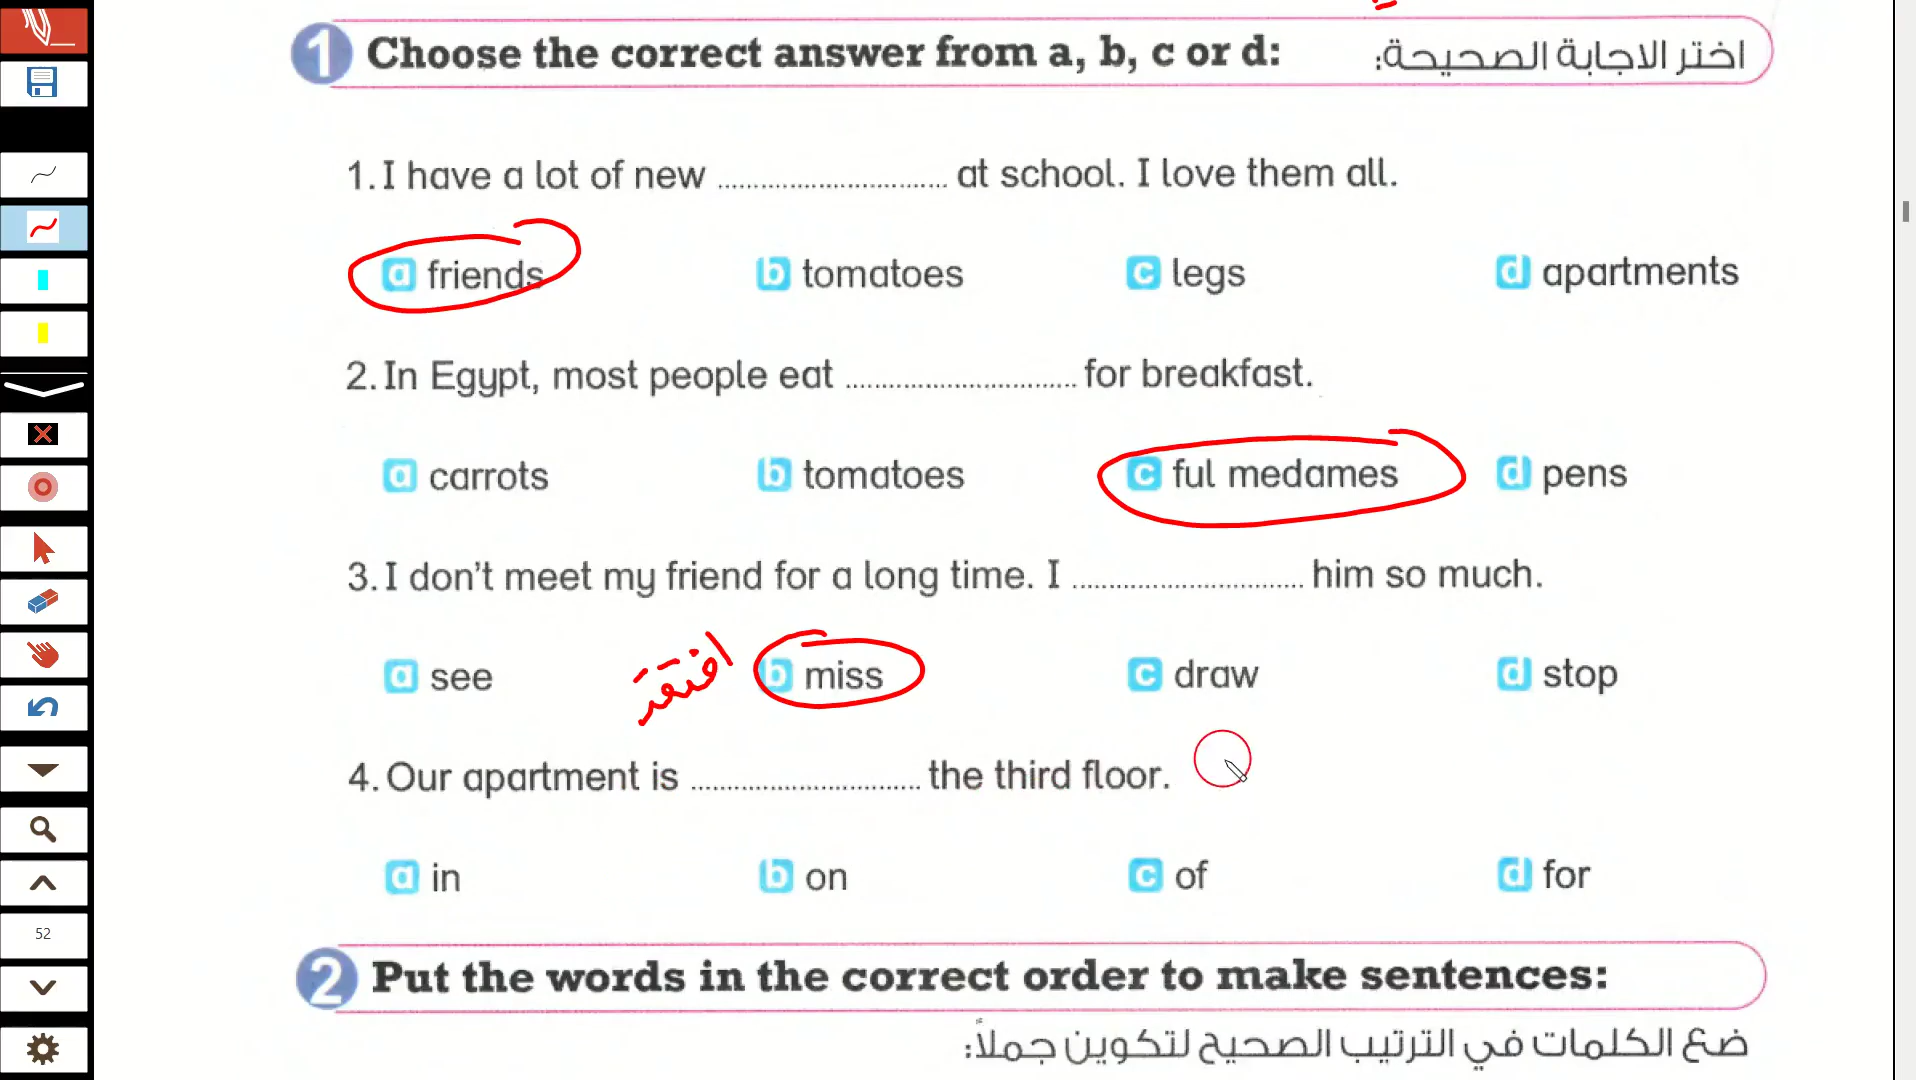 1 Choose the correct answer from a, b, c or d: اختر الاجابة الصحيحة:
1. I have a lot of new ................................ at school. I love them all.
a friends b tomatoes c legs d apartments
2. In Egypt, most people eat ................................ for breakfast.
a carrots b tomatoes c ful medames d pens
3. I don't meet my friend for a long time. I ................................ him so much.
a see افتقد b miss c draw d stop
4. Our apartment is ................................ the third floor.
a in b on c of d for
52
2 Put the words in the correct order to make sentences:
ضع الكلمات في الترتيب الصحيح لتكوين جملاً: